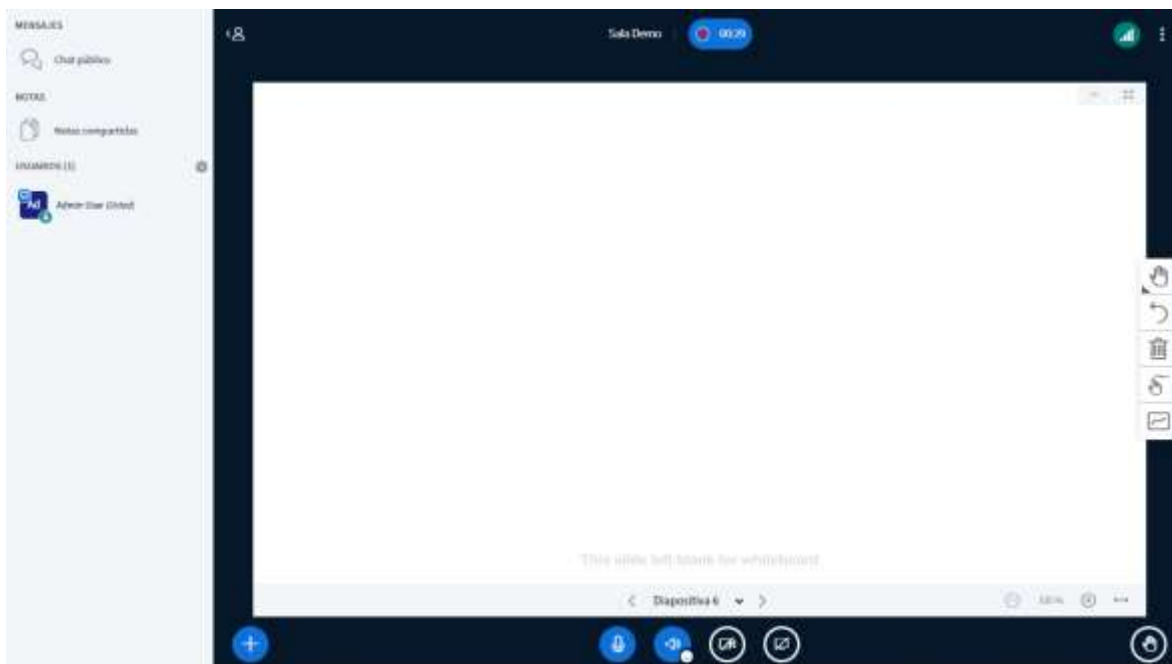 MENSAJES
Chat público
NOTAS
Notas compartidas
USUARIOS (1)
Ad
Admin User (Usted)
Sala Demo
00:29
This slide left blank for whiteboard
Diapositiva 6